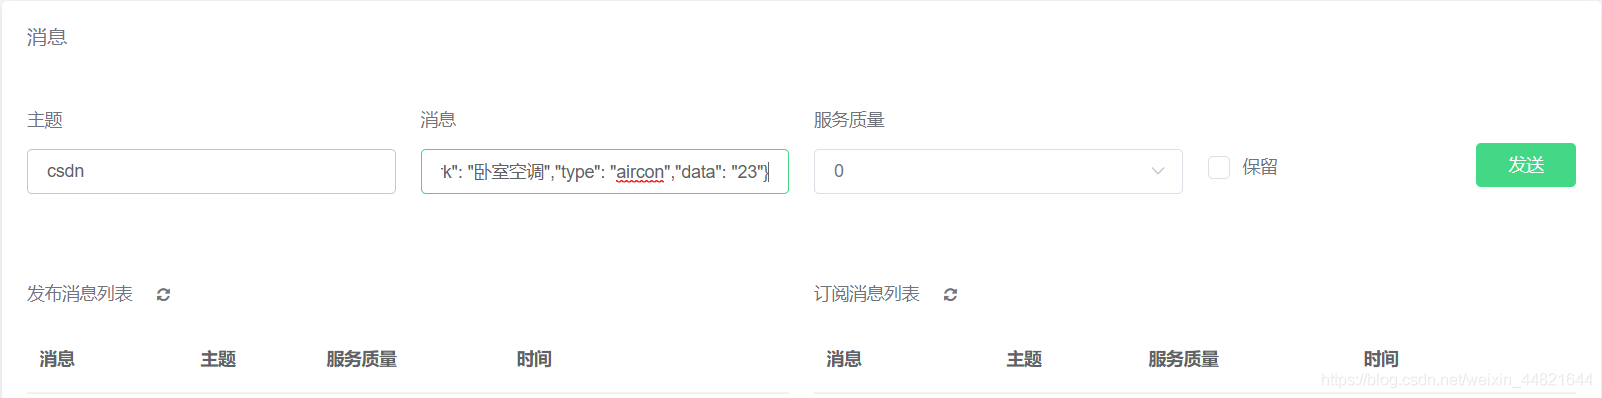 消息
主题 消息 服务质量
csdn k": "卧室空调","type": "aircon","data": "23"} 0 保留 发送
发布消息列表 订阅消息列表
消息 主题 服务质量 时间 消息 主题 服务质量 时间
https://blog.csdn.net/weixin_44821644